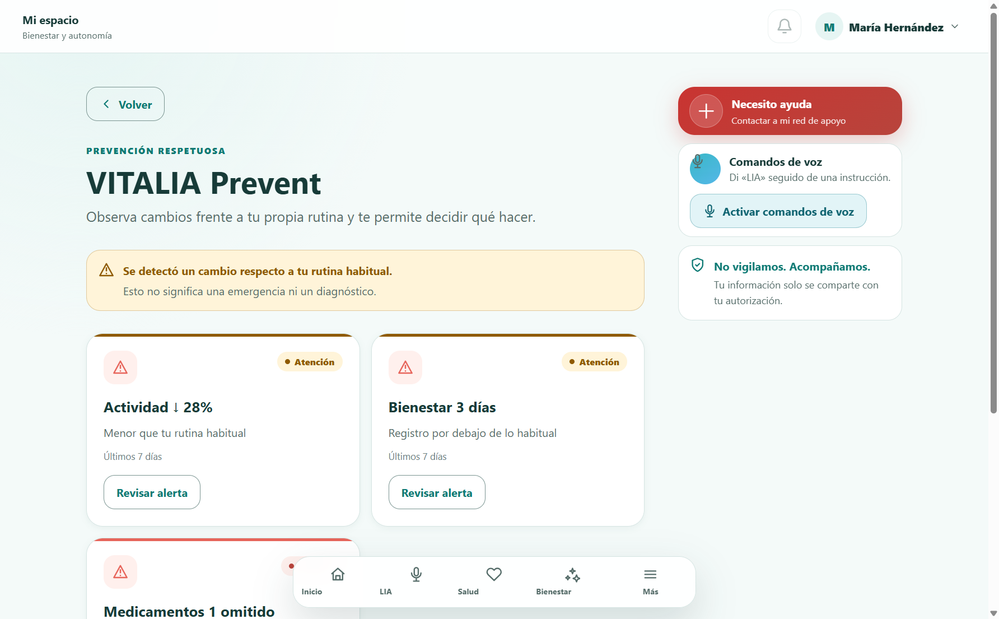 Mi espacio
Bienestar y autonomía
M
María Hernández
Volver
PREVENCIÓN RESPETUOSA
VITALIA Prevent
Observa cambios frente a tu propia rutina y te permite decidir qué hacer.
Se detectó un cambio respecto a tu rutina habitual.
Esto no significa una emergencia ni un diagnóstico.
Atención
Actividad ↓ 28%
Menor que tu rutina habitual
Últimos 7 días
Revisar alerta
Atención
Bienestar 3 días
Registro por debajo de lo habitual
Últimos 7 días
Revisar alerta
Medicamentos 1 omitido
Necesito ayuda
Contactar a mi red de apoyo
Comandos de voz
Di «LIA» seguido de una instrucción.
Activar comandos de voz
No vigilamos. Acompañamos.
Tu información solo se comparte con
tu autorización.
Inicio
LIA
Salud
Bienestar
Más